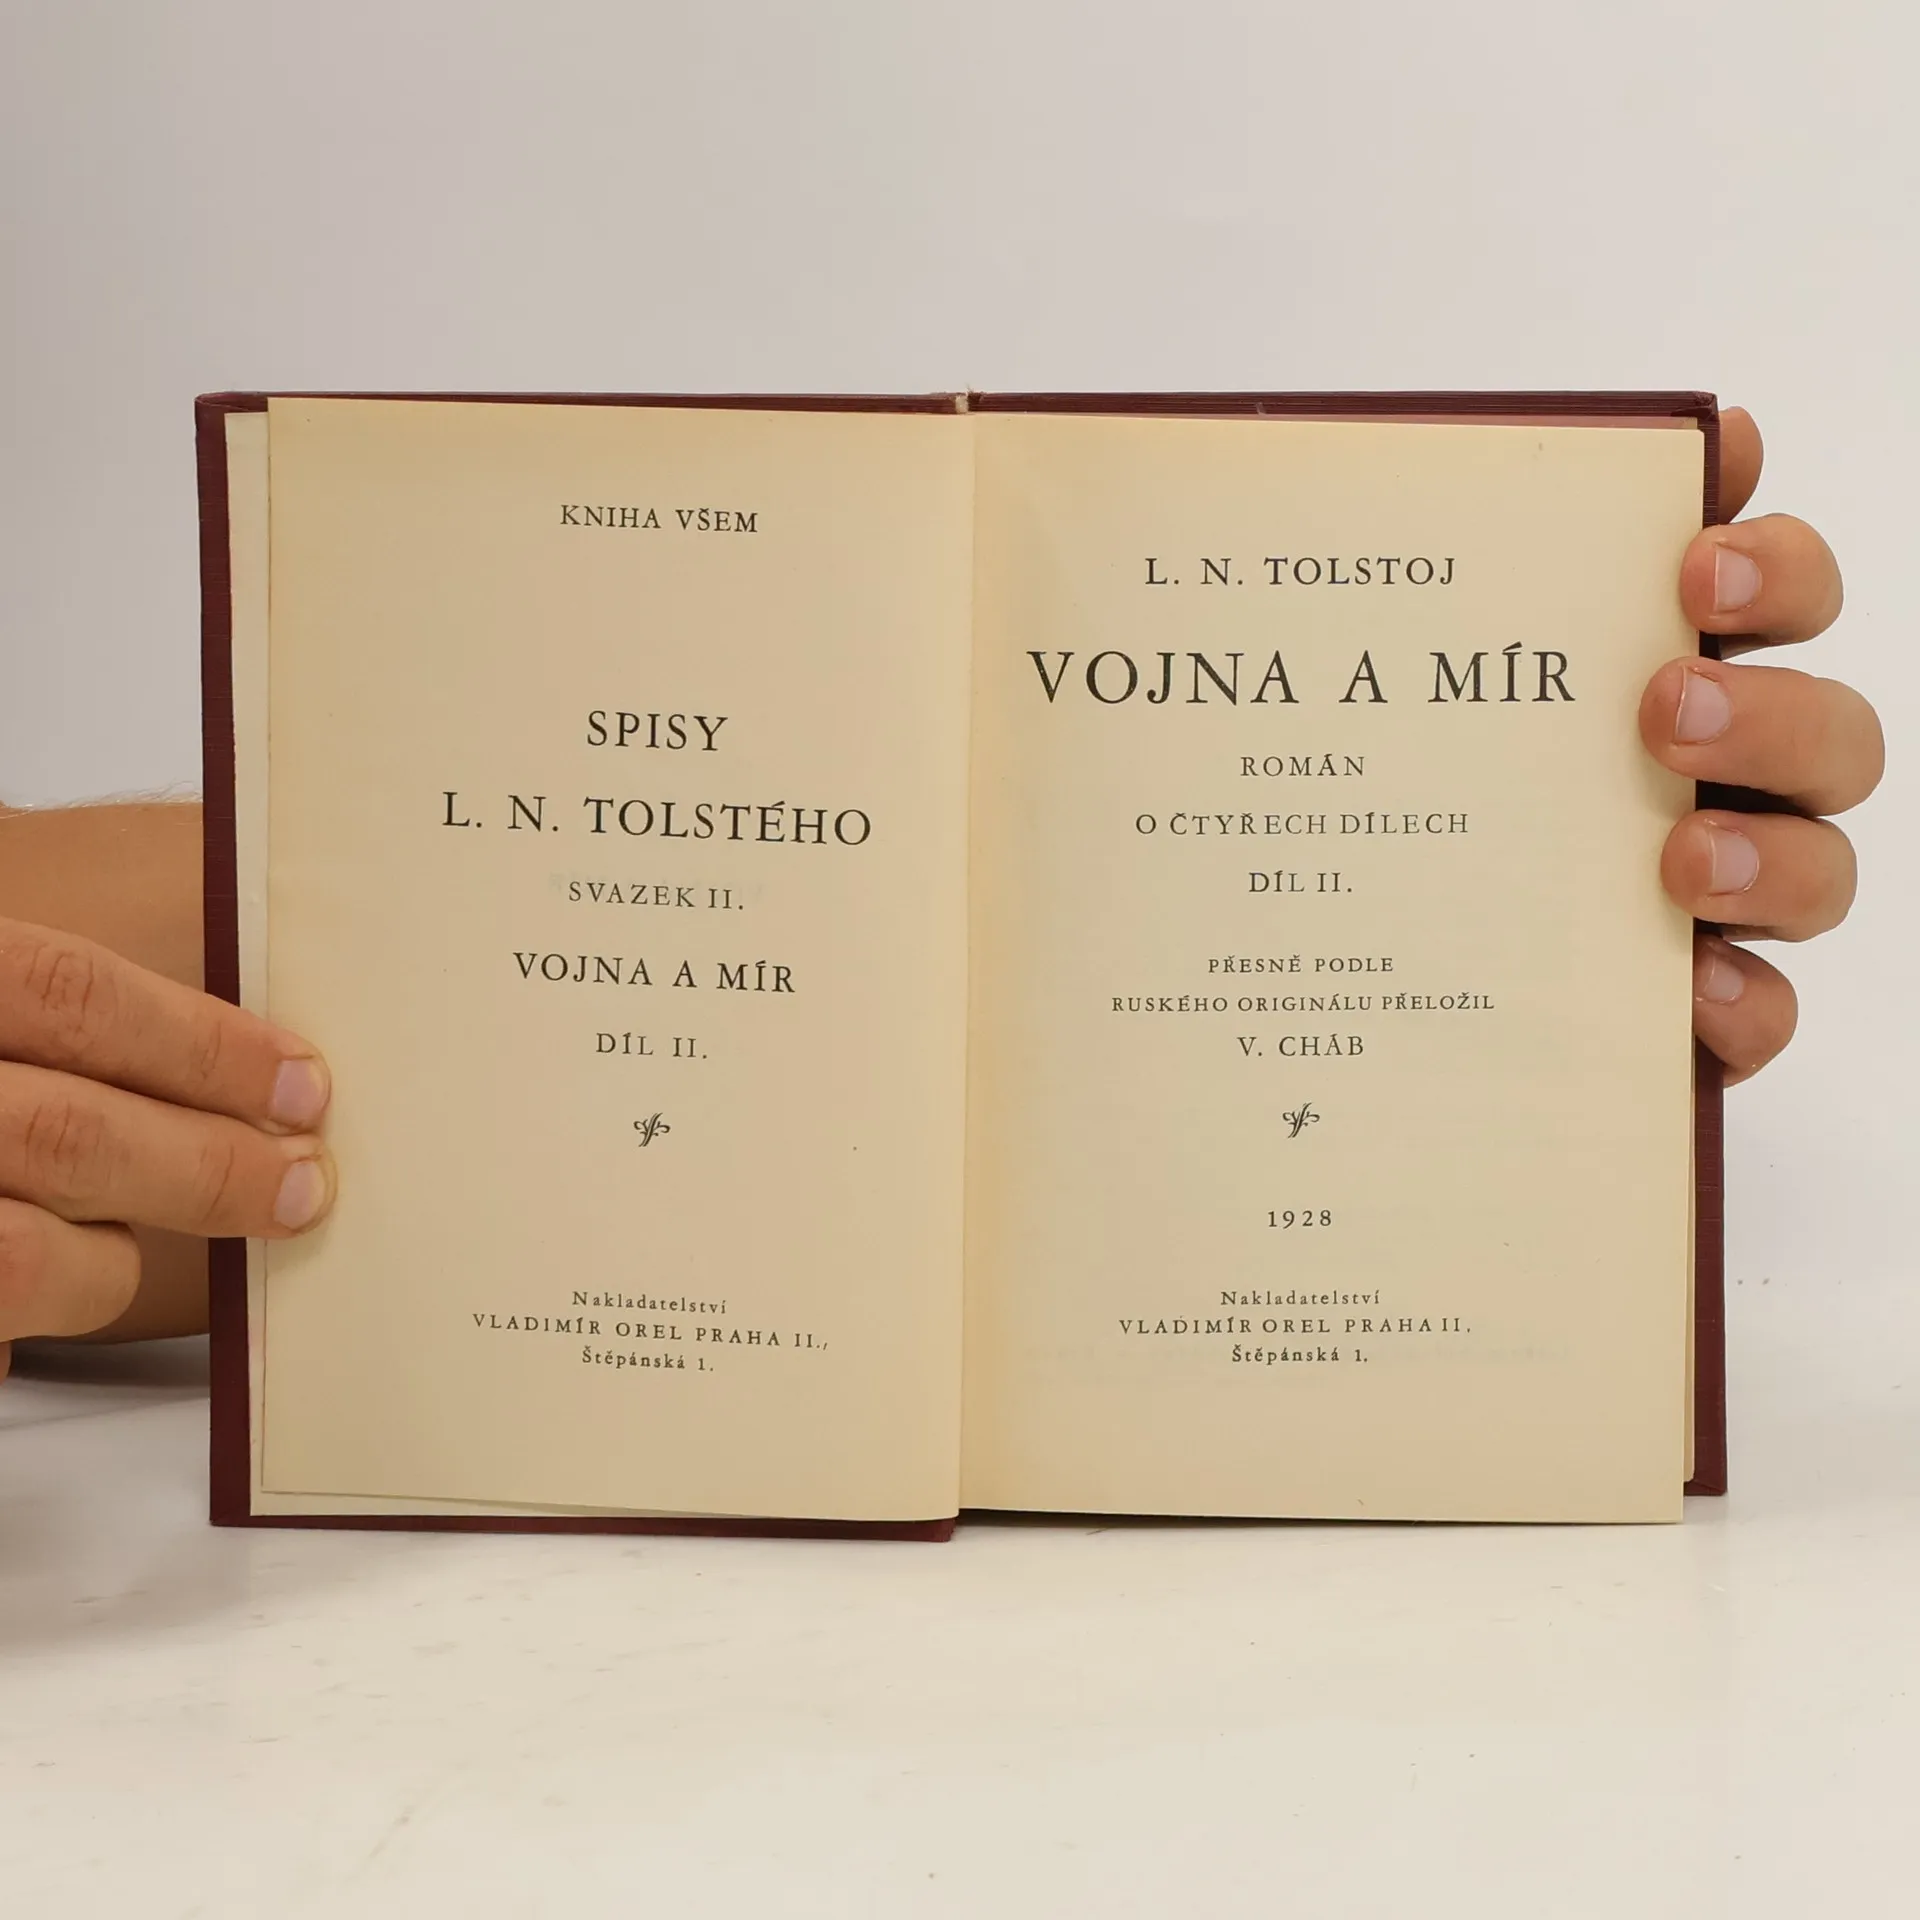 KNIHA VŠEM
SPISY
L. N. TOLSTÉHO
SVAZEK II.
VOJNA A MÍR
DÍL II.
Nakladatelství
VLADIMÍR OREL PRAHA II.,
Štěpánská 1.
L. N. TOLSTOJ
VOJNA A MÍR
ROMÁN
O ČTYŘECH DÍLECH
DÍL II.
PŘESNĚ PODLE
RUSKÉHO ORIGINÁLU PŘELOŽIL
V. CHÁB
1928
Nakladatelství
VLADIMÍR OREL PRAHA II,
Štěpánská 1.